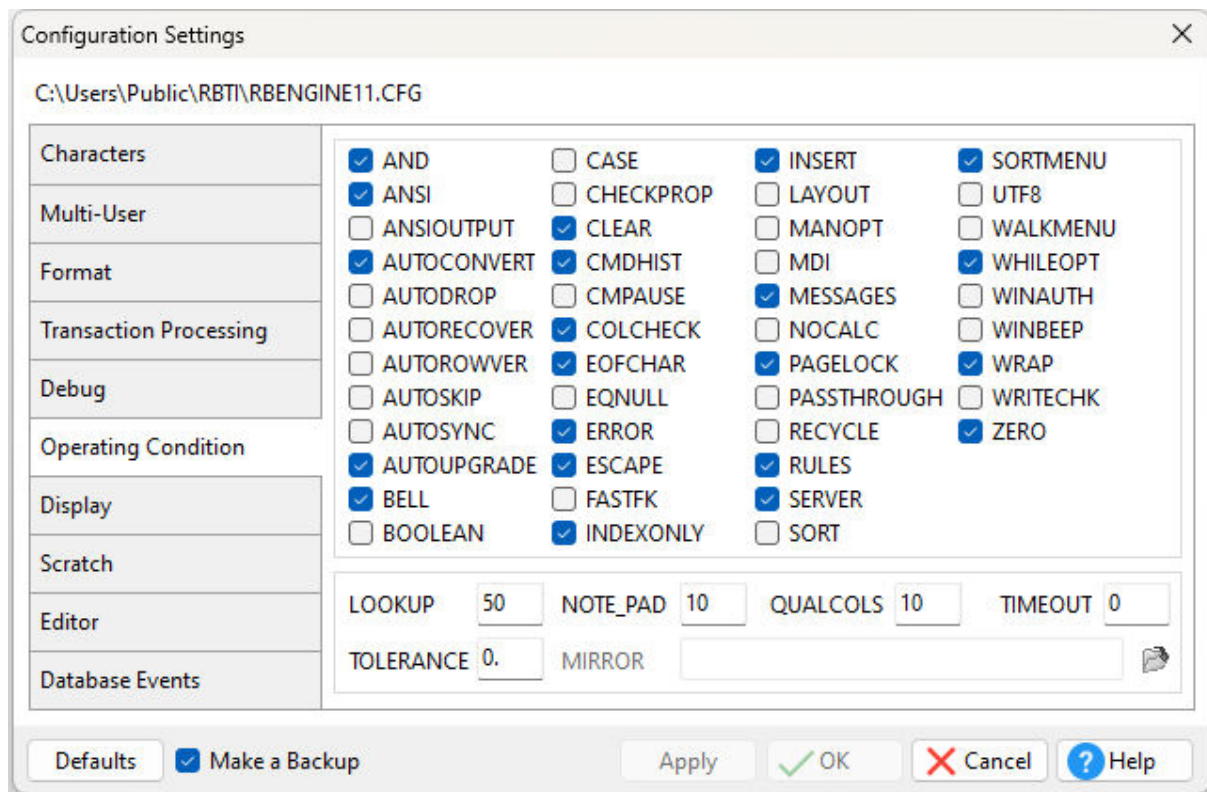 Configuration Settings
C:\Users\Public\RBTI\RBENGINE11.CFG
Characters
Multi-User
Format
Transaction Processing
Debug
Operating Condition
Display
Scratch
Editor
Database Events
AND CASE INSERT SORTMENU
ANSI CHECKPROP LAYOUT UTF8
ANSIOUTPUT CLEAR MANOPT WALKMENU
AUTOCONVERT CMDHIST MDI WHILEOPT
AUTODROP CMPAUSE MESSAGES WINAUTH
AUTORECOVER COLCHECK NOCALC WINBEEP
AUTOROWVER EOFCHAR PAGELOCK WRAP
AUTOSKIP EQNULL PASSTHROUGH WRITECHK
AUTOSYNC ERROR RECYCLE ZERO
AUTOUPGRADE ESCAPE RULES
BELL FASTFK SERVER
BOOLEAN INDEXONLY SORT
LOOKUP 50 NOTE_PAD 10 QUALCOLS 10 TIMEOUT 0
TOLERANCE 0. MIRROR
Defaults Make a Backup Apply OK Cancel ? Help